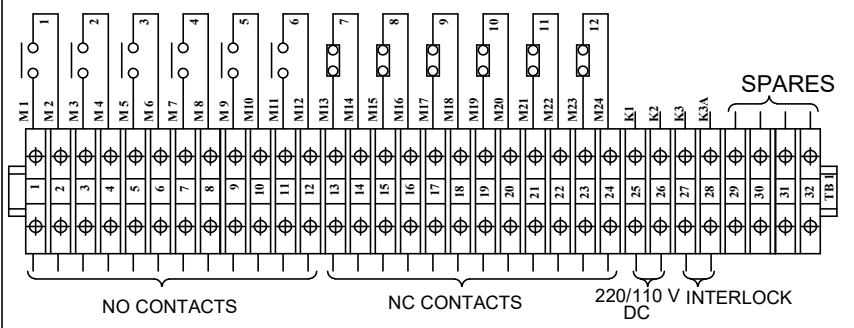 1 2 3 4 5 6 7 8 9 10 11 12
SPARES
M1 M2 M3 M4 M5 M6 M7 M8 M9 M10 M11 M12 M13 M14 M15 M16 M17 M18 M19 M20 M21 M22 M23 M24 K1 K2 K3 K3A
1 2 3 4 5 6 7 8 9 10 11 12 13 14 15 16 17 18 19 20 21 22 23 24 25 26 27 28 29 30 31 32 TB 1
NO CONTACTS
NC CONTACTS
220/110 V
DC
INTERLOCK